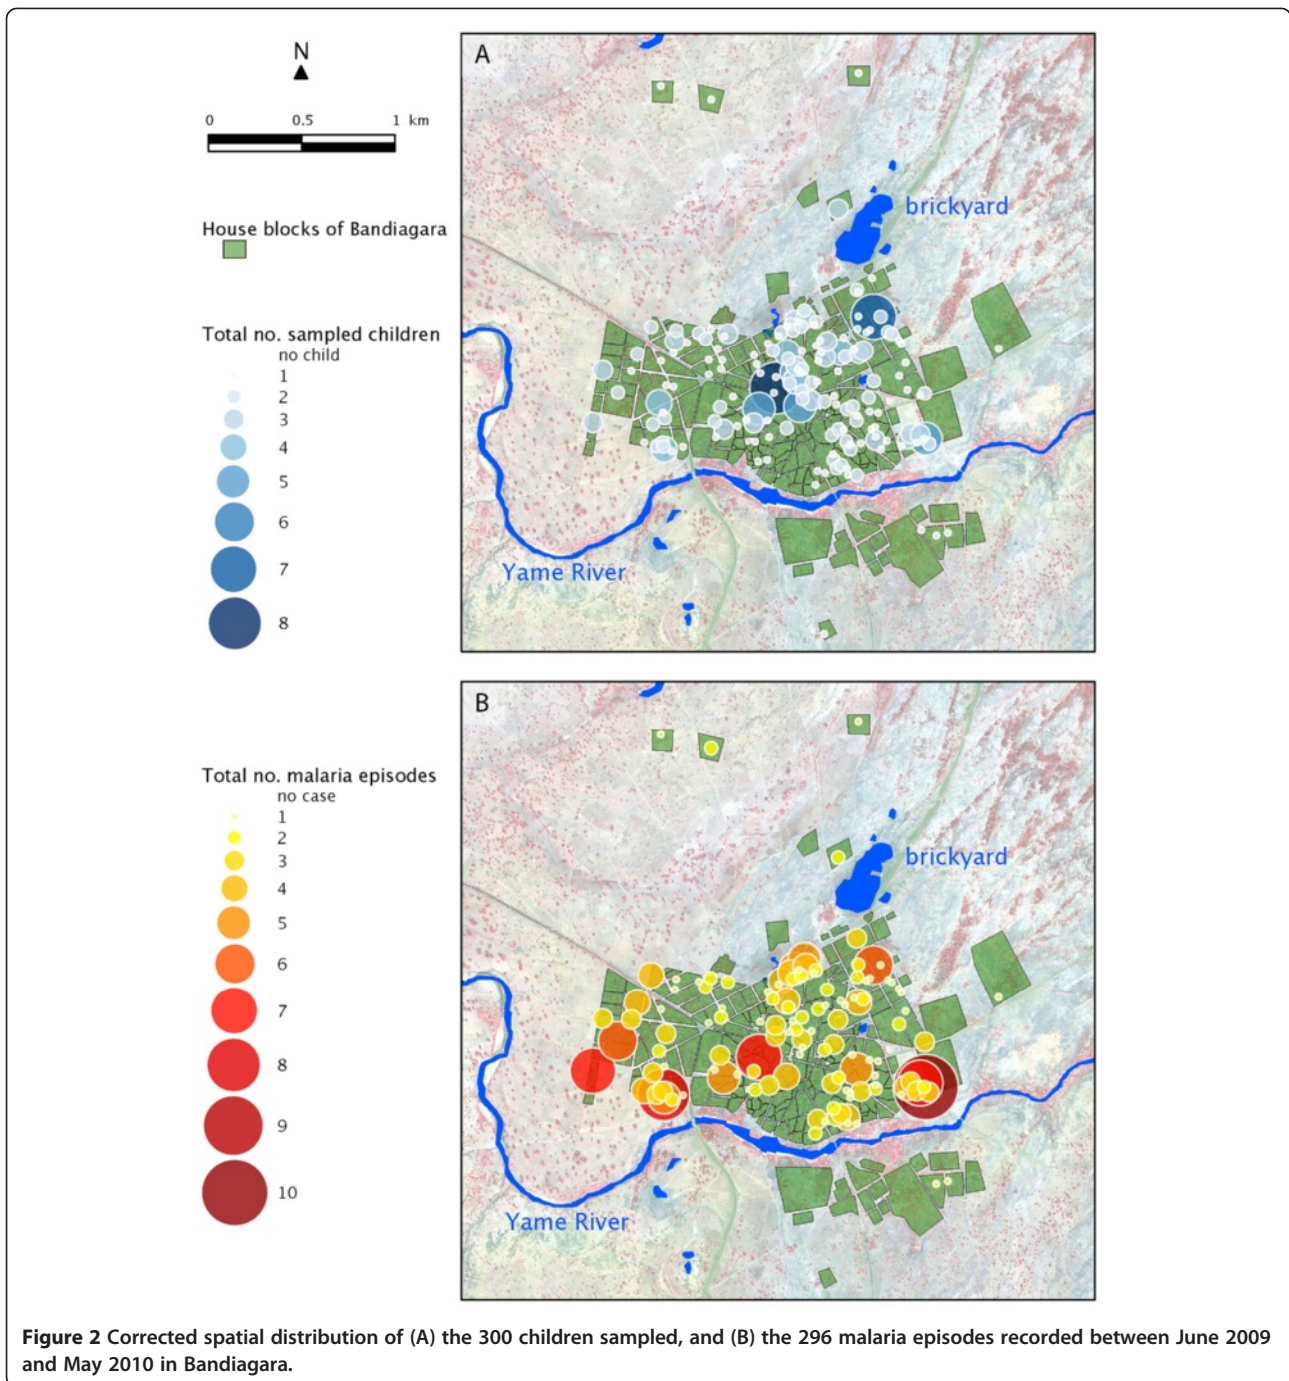 N
0 0.5 1 km
House blocks of Bandiagara
Total no. sampled children
no child
1
2
3
4
5
6
7
8
A
brickyard
Yame River
Total no. malaria episodes
no case
1
2
3
4
5
6
7
8
9
10
B
brickyard
Yame River
Figure 2 Corrected spatial distribution of (A) the 300 children sampled, and (B) the 296 malaria episodes recorded between June 2009
and May 2010 in Bandiagara.